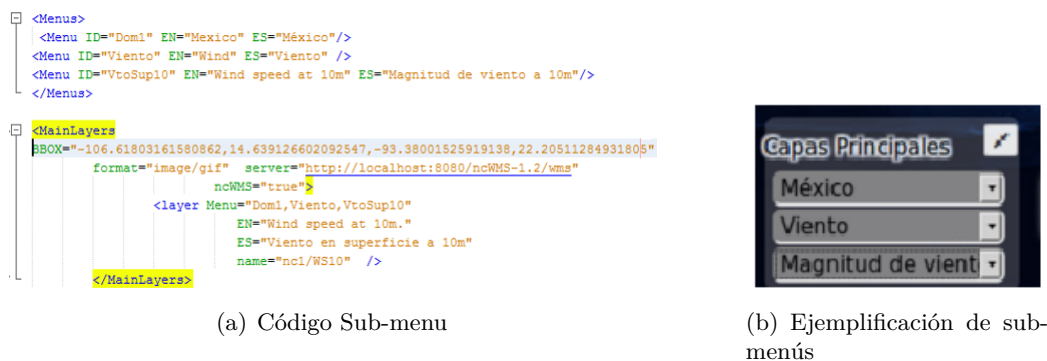 <Menus>
<Menu ID="Dom1" EN="Mexico" ES="México"/>
<Menu ID="Viento" EN="Wind" ES="Viento" />
<Menu ID="VtoSup10" EN="Wind speed at 10m" ES="Magnitud de viento a 10m"/>
</Menus>
<MainLayers
BBOX="-106.61803161580862,14.639126602092547,-93.38001525919138,22.20511284931805"
format="image/gif" server="http://localhost:8080/ncWMS-1.2/wms"
ncWMS="true">
<layer Menu="Dom1,Viento,VtoSup10"
EN="Wind speed at 10m."
ES="Viento en superficie a 10m"
name="nc1/WS10" />
</MainLayers>
(a) Código Sub-menu
Capas Principales
México
Viento
Magnitud de vient
(b) Ejemplificación de sub-
menús